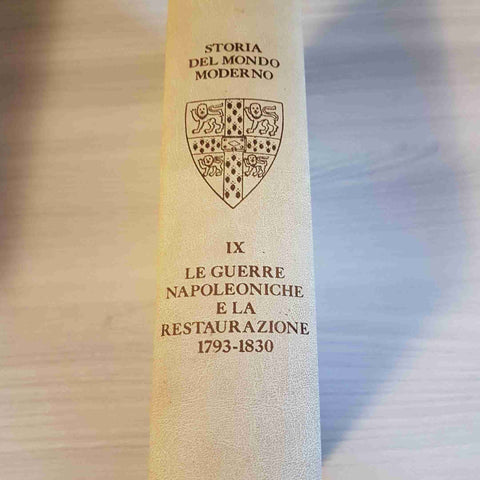 STORIA
DEL MONDO
MODERNO
IX
LE GUERRE
NAPOLEONICHE
E LA
RESTAURAZIONE
1793-1830